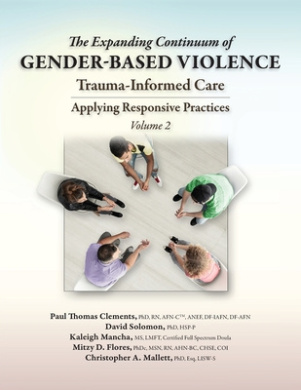 The Expanding Continuum of
GENDER-BASED VIOLENCE
Trauma-Informed Care
Applying Responsive Practices
Volume 2
Paul Thomas Clements, PhD, RN, AFN-C™, ANEF, DF-IAFN, DF-AFN
David Solomon, PhD, HSP-P
Kaleigh Mancha, MS, LMFT, Certified Full Spectrum Doula
Mitzy D. Flores, PhDc, MSN, RN, AHN-BC, CHSE, COI
Christopher A. Mallett, PhD, Esq, LISW-S